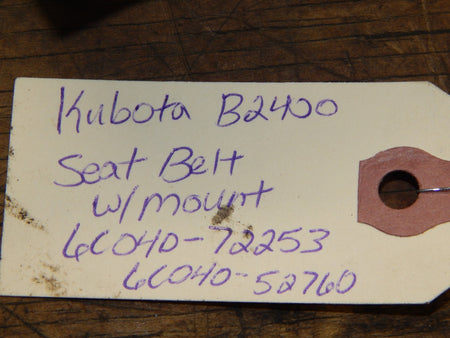 Kubota B2400
Seat Belt
w/mount
6C040-72253
6C040-52760